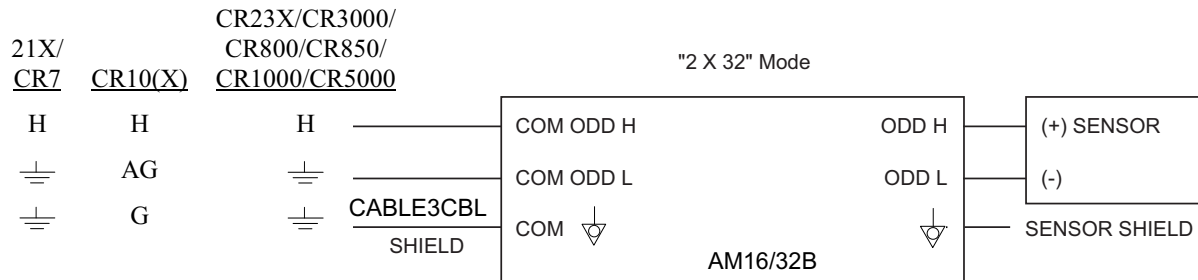 CR23X/CR3000/
21X/ CR800/CR850/
CR7 CR10(X) CR1000/CR5000
"2 X 32" Mode
H H H COM ODD H ODD H (+) SENSOR
AG COM ODD L ODD L (-)
G CABLE3CBL COM SENSOR SHIELD
SHIELD
AM16/32B